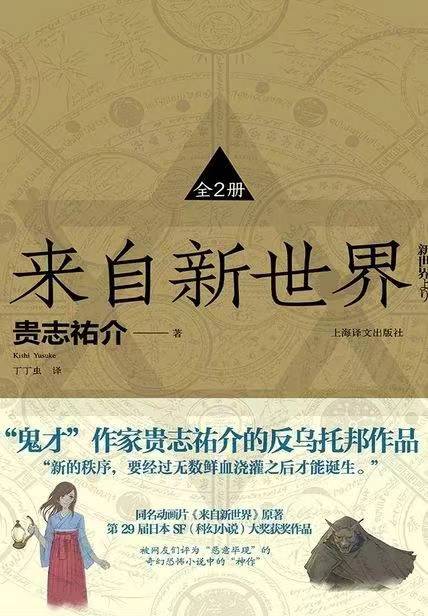 全2册
来自新世界
新世界より
贵志祐介——著
Kishi Yusuke
丁丁虫 译
上海译文出版社
“鬼才”作家贵志祐介的反乌托邦作品
“新的秩序，要经过无数鲜血浇灌之后才能诞生。”
同名动画片《来自新世界》原著
第29届日本SF（科幻小说）大奖获奖作品
被网友们评为“恶意毕现”的
奇幻恐怖小说中的“神作”